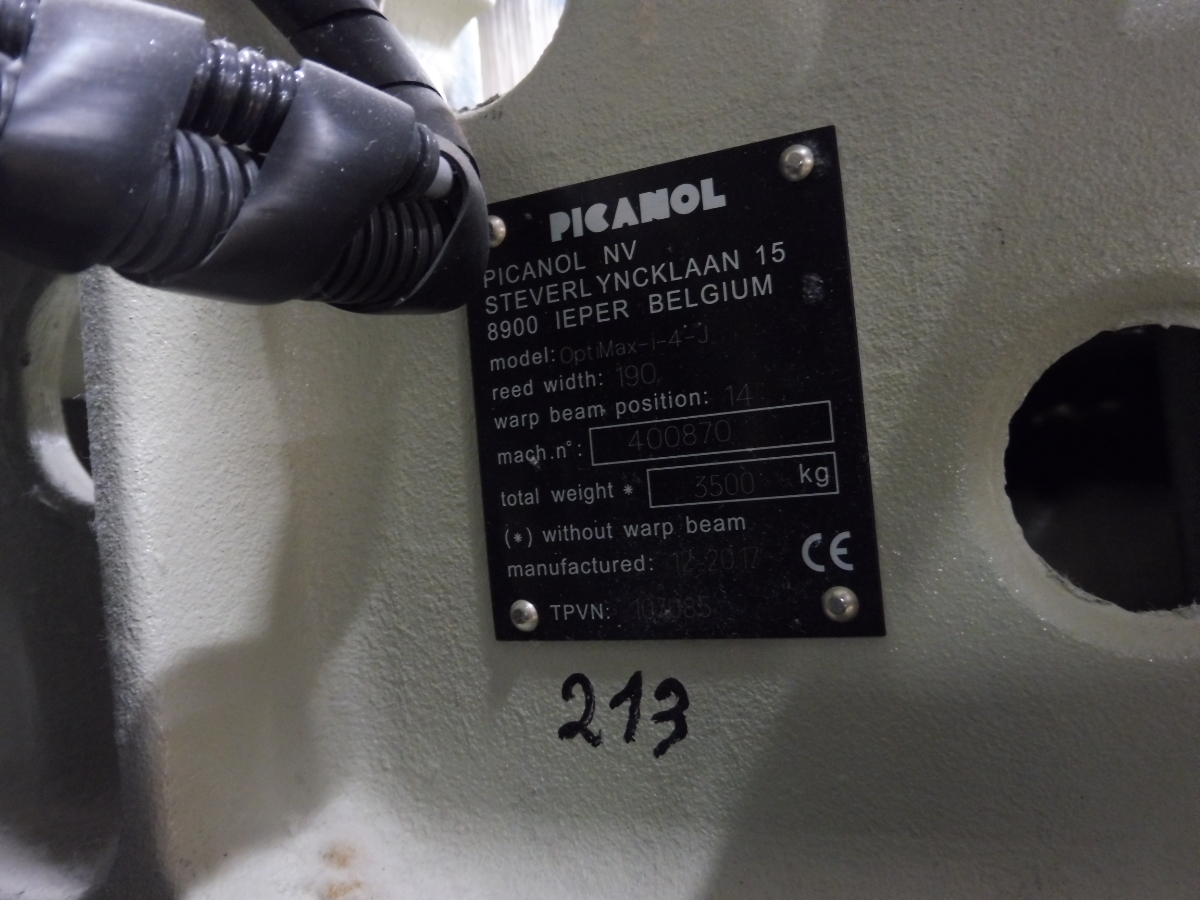 PICANOL
PICANOL NV
STEVERLYNCKLAAN 15
8900 IEPER BELGIUM
model: OptiMax-i-4-J
reed width: 190
warp beam position: 14
mach.n°: 400870
total weight * 3500 kg
(*) without warp beam
manufactured: 12-2017
CE
TPVN: 107085
213